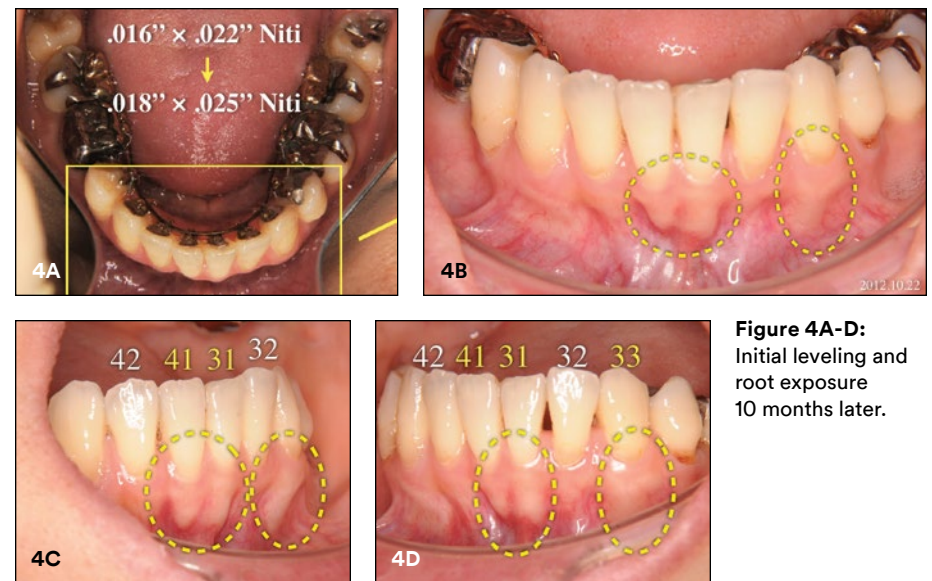 .016” × .022” Niti
.018” × .025” Niti
4A
4B
2012.10.22
42 41 31 32
4C
42 41 31 32 33
4D
Figure 4A-D:
Initial leveling and
root exposure
10 months later.